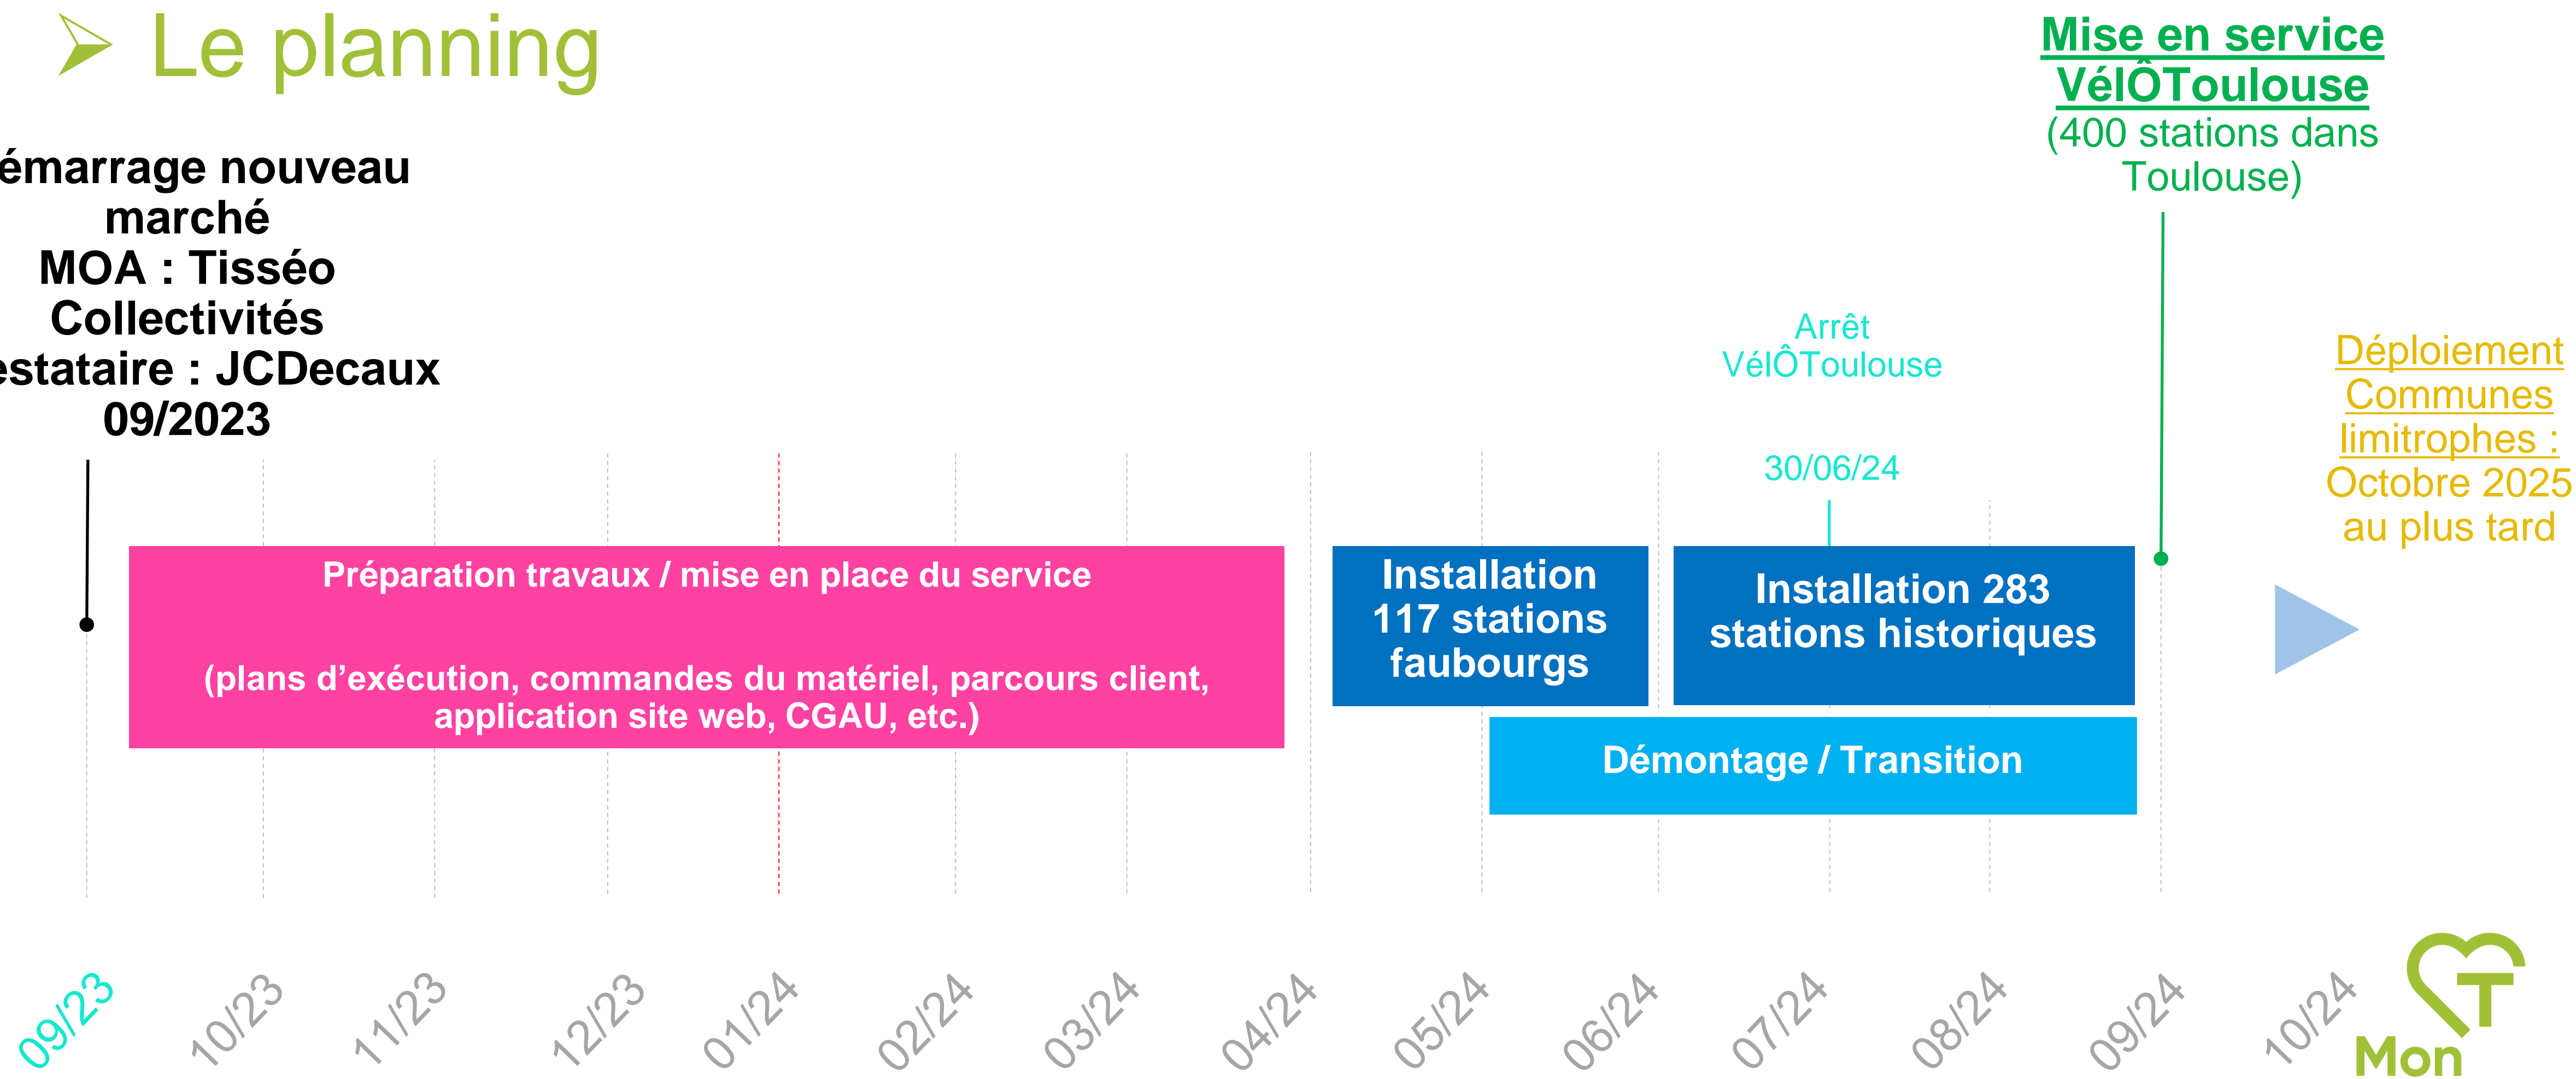 Le planning
émarrage nouveau
marché
MOA : Tisséo
Collectivités
estataire : JCDecaux
09/2023
Mise en service
VélÔToulouse
(400 stations dans
Toulouse)
Arrêt
VélÔToulouse
30/06/24
Déploiement
Communes
limitrophes :
Octobre 2025
au plus tard
Préparation travaux / mise en place du service
(plans d’exécution, commandes du matériel, parcours client,
application site web, CGAU, etc.)
Installation
117 stations
faubourgs
Installation 283
stations historiques
Démontage / Transition
09/23
10/23
11/23
12/23
01/24
02/24
03/24
04/24
05/24
06/24
07/24
08/24
09/24
10/24
T
Mon